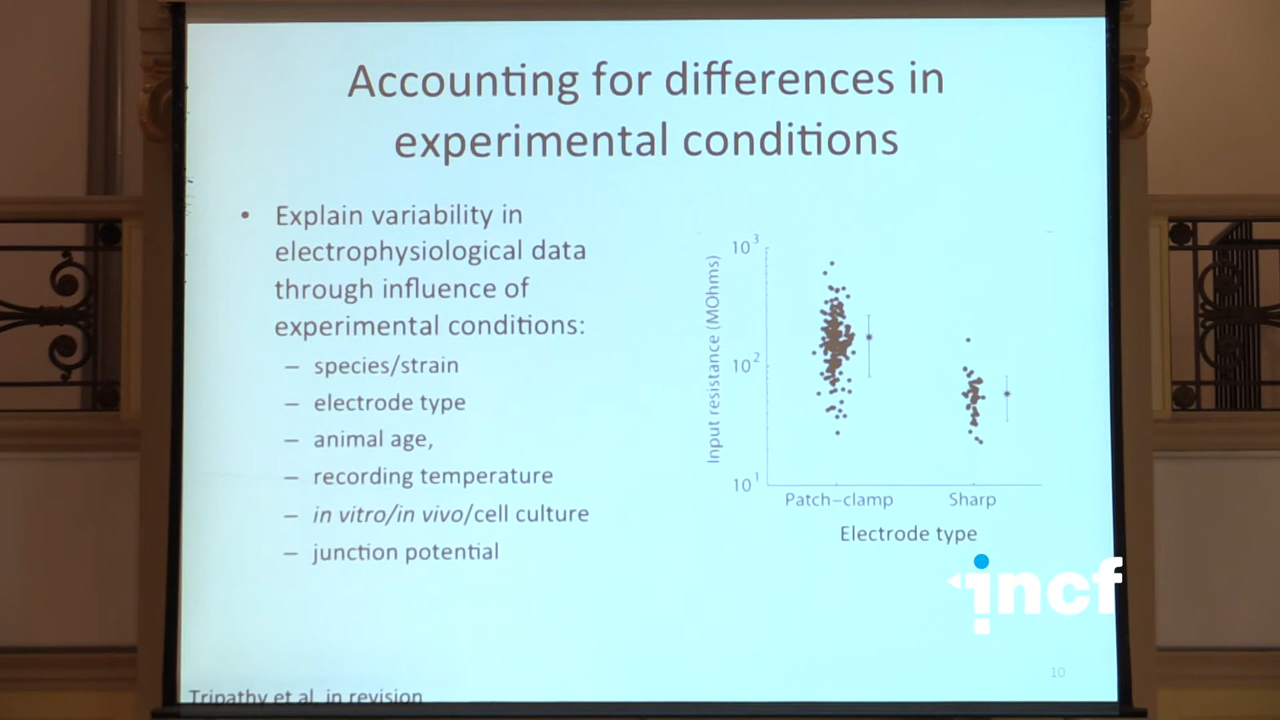 Accounting for differences in
experimental conditions
• Explain variability in
electrophysiological data
through influence of
experimental conditions:
– species/strain
– electrode type
– animal age,
– recording temperature
– in vitro/in vivo/cell culture
– junction potential
Input resistance (MOhms)
10³
10²
10¹
Patch-clamp Sharp
Electrode type
incf
10
Tripathy et al, in revision